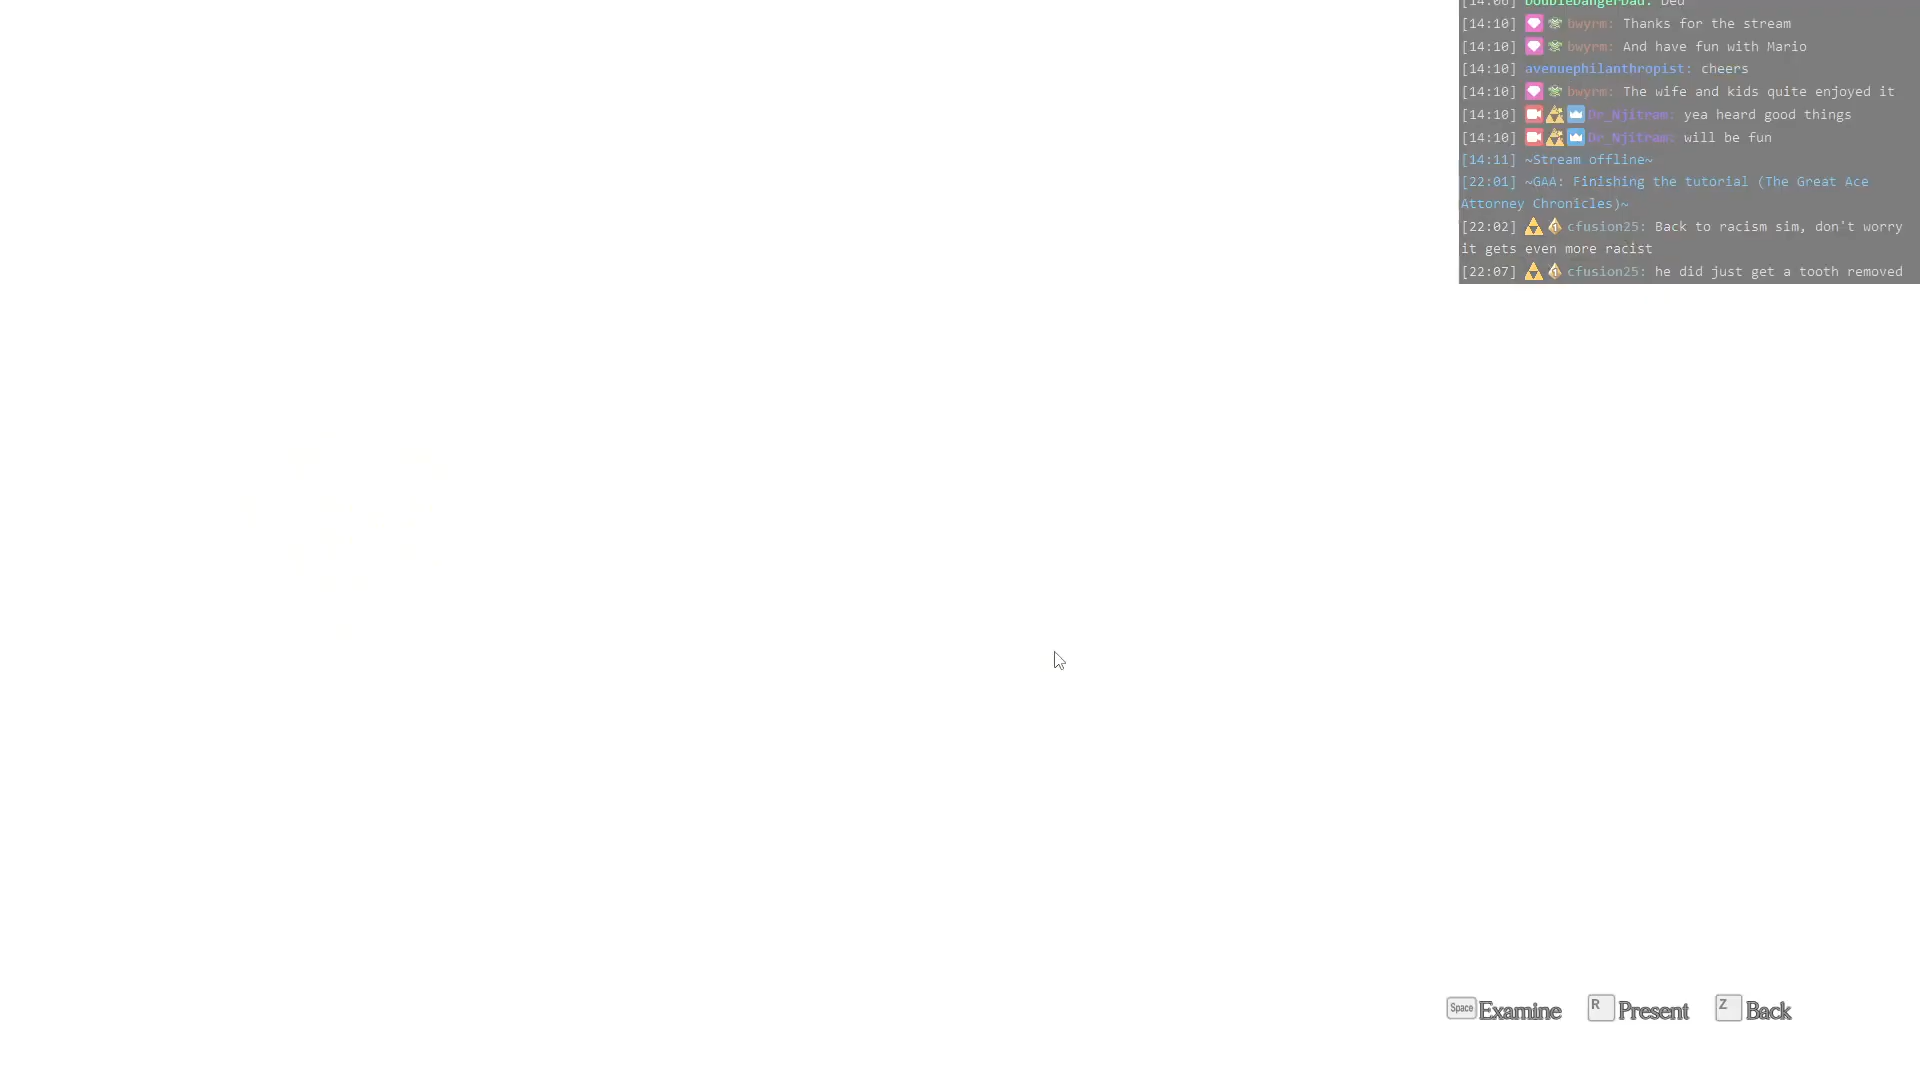 [14:06] DoubleDangerDad: Ded
[14:10] bwyrm: Thanks for the stream
[14:10] bwyrm: And have fun with Mario
[14:10] avenuephilanthropist: cheers
[14:10] bwyrm: The wife and kids quite enjoyed it
[14:10] Dr_Njitram: yea heard good things
[14:10] Dr_Njitram: will be fun
[14:11] ~Stream offline~
[22:01] ~GAA: Finishing the tutorial (The Great Ace
Attorney Chronicles)~
[22:02] cfusion25: Back to racism sim, don't worry
it gets even more racist
[22:07] cfusion25: he did just get a tooth removed
Space Examine R Present Z Back